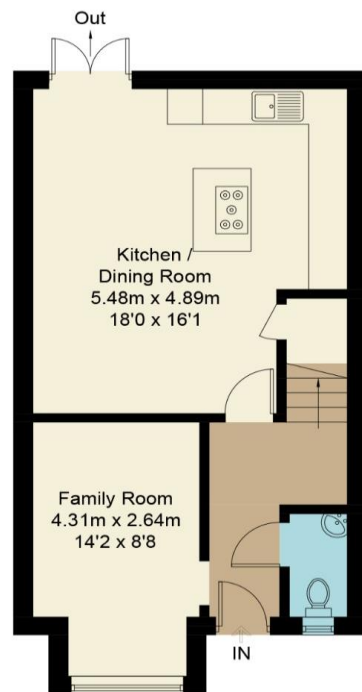 Out
Kitchen /
Dining Room
5.48m x 4.89m
18'0 x 16'1
Family Room
4.31m x 2.64m
14'2 x 8'8
IN